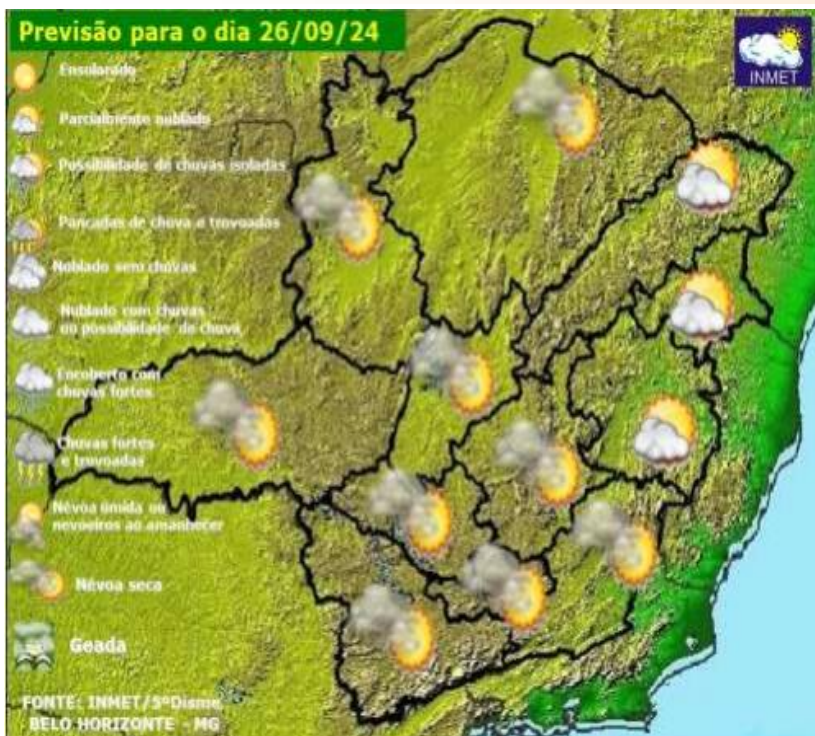 Previsão para o dia 26/09/24
INMET
Ensolarado
Parcialmente nublado
Possibilidade de chuvas isoladas
Pancadas de chuva e trovoadas
Nublado sem chuvas
Nublado com chuvas
ou possibilidade de chuva
Encoberto com
chuvas fortes
Chuvas fortes
e trovoadas
Névoa úmida ou
nevoeiros ao amanhecer
Névoa seca
Geada
FONTE: INMET/5ºDisme
BELO HORIZONTE - MG